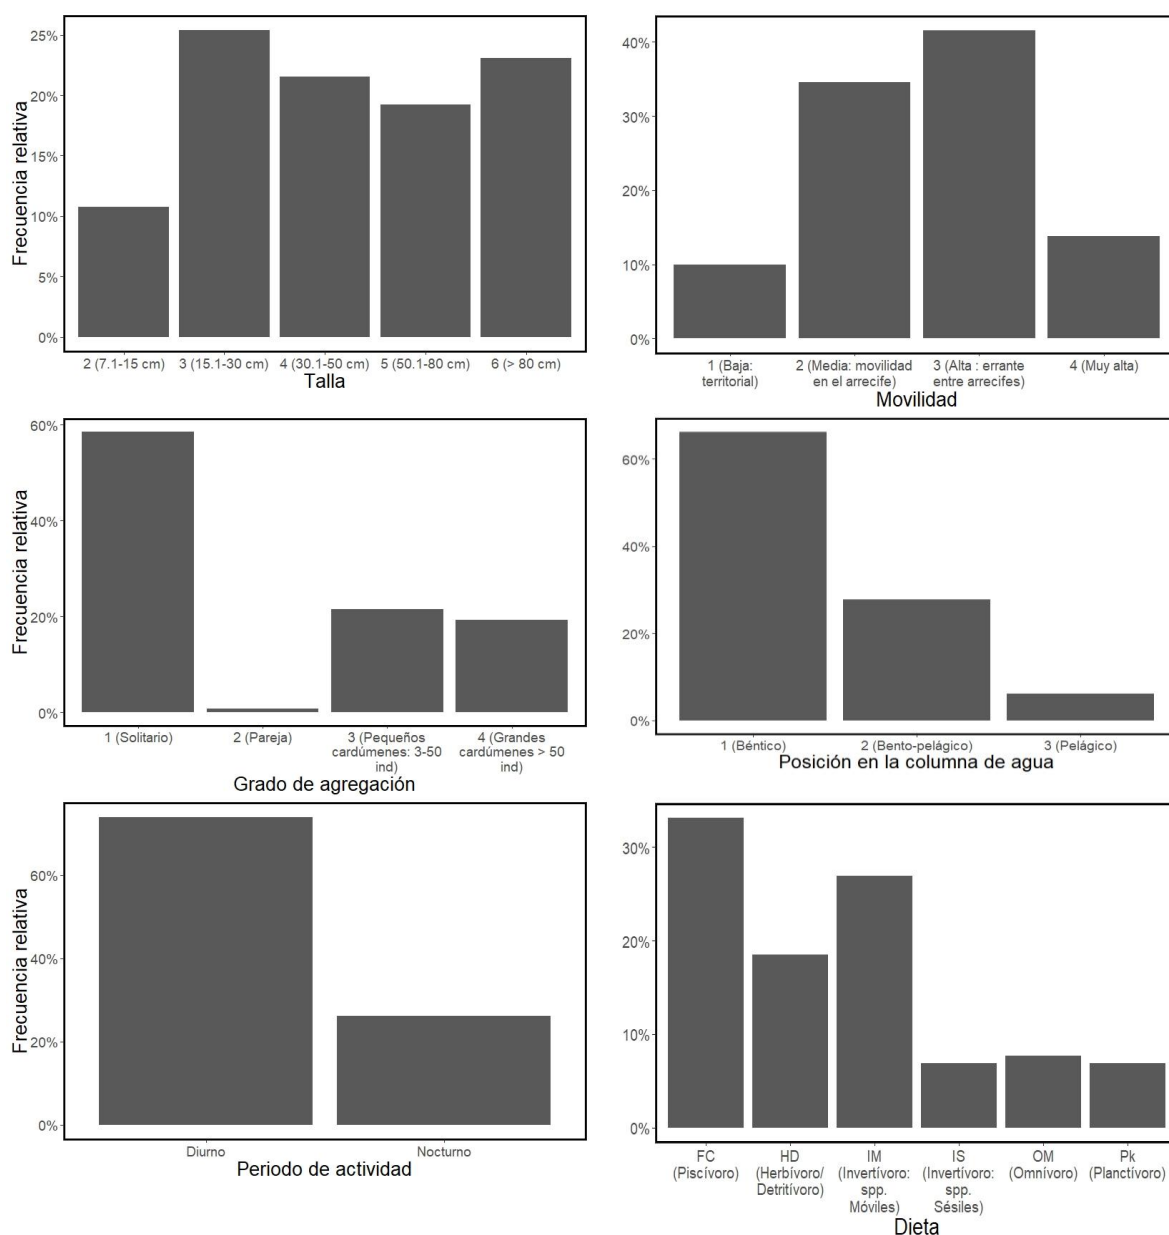 Frecuencia relativa
25%
20%
15%
10%
5%
0%
2 (7.1-15 cm) 3 (15.1-30 cm) 4 (30.1-50 cm) 5 (50.1-80 cm) 6 (> 80 cm)
Talla
40%
30%
20%
10%
0%
1 (Baja: 2 (Media: movilidad 3 (Alta : errante 4 (Muy alta)
territorial) en el arrecife) entre arrecifes)
Movilidad
Frecuencia relativa
60%
40%
20%
0%
1 (Solitario) 2 (Pareja) 3 (Pequeños 4 (Grandes
cardúmenes: 3-50 cardúmenes > 50
ind) ind)
Grado de agregación
60%
40%
20%
0%
1 (Béntico) 2 (Bento-pelágico) 3 (Pelágico)
Posición en la columna de agua
Frecuencia relativa
60%
40%
20%
0%
Diurno Nocturno
Periodo de actividad
30%
20%
10%
0%
FC HD IM IS OM Pk
(Piscívoro) (Herbívoro/ (Invertívoro: (Invertívoro: (Omnívoro) (Planctívoro)
Detritívoro) spp. spp.
Móviles) Sésiles)
Dieta